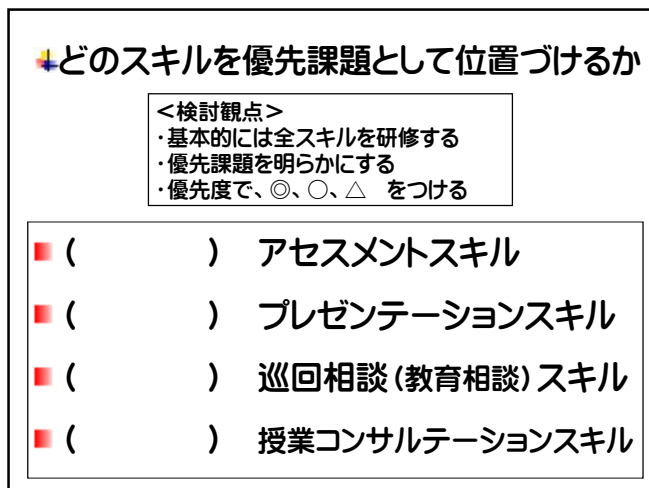 どのスキルを優先課題として位置づけるか
＜検討観点＞
・基本的には全スキルを研修する
・優先課題を明らかにする
・優先度で、◎、○、△　をつける
（　　　　　）　アセスメントスキル
（　　　　　）　プレゼンテーションスキル
（　　　　　）　巡回相談（教育相談）スキル
（　　　　　）　授業コンサルテーションスキル